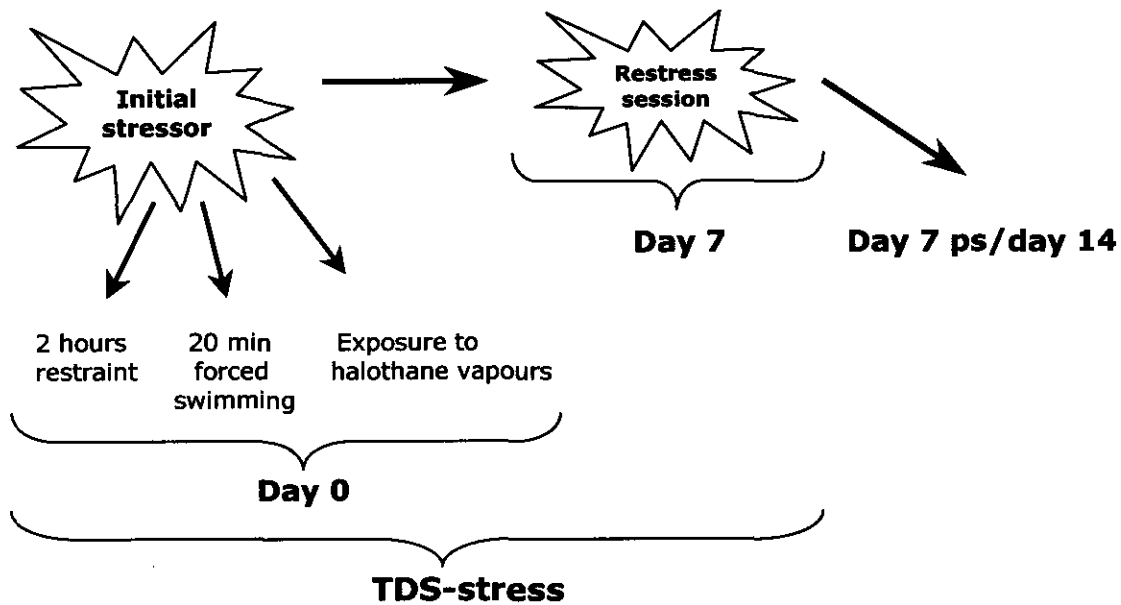 Initial
stressor
Restress
session
Day 7
Day 7 ps/day 14
2 hours
restraint
20 min
forced
swimming
Exposure to
halothane vapours
Day 0
TDS-stress